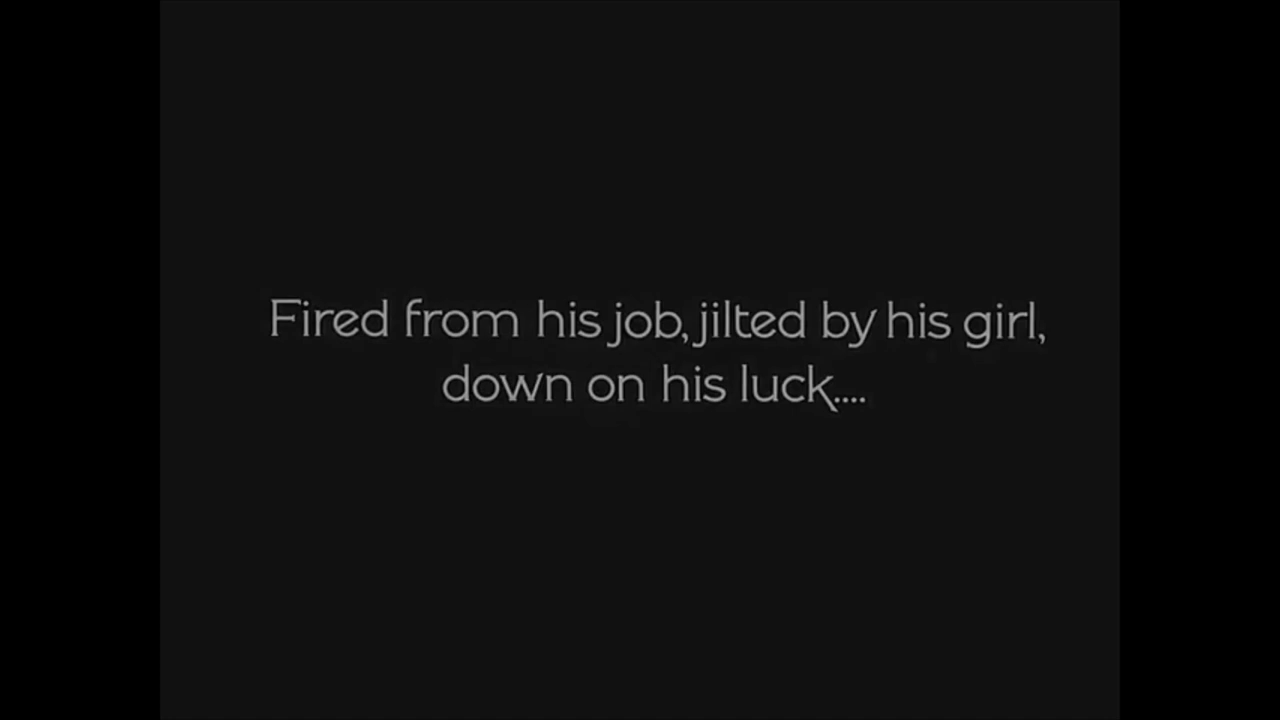 Fired from his job, jilted by his girl,
down on his luck....